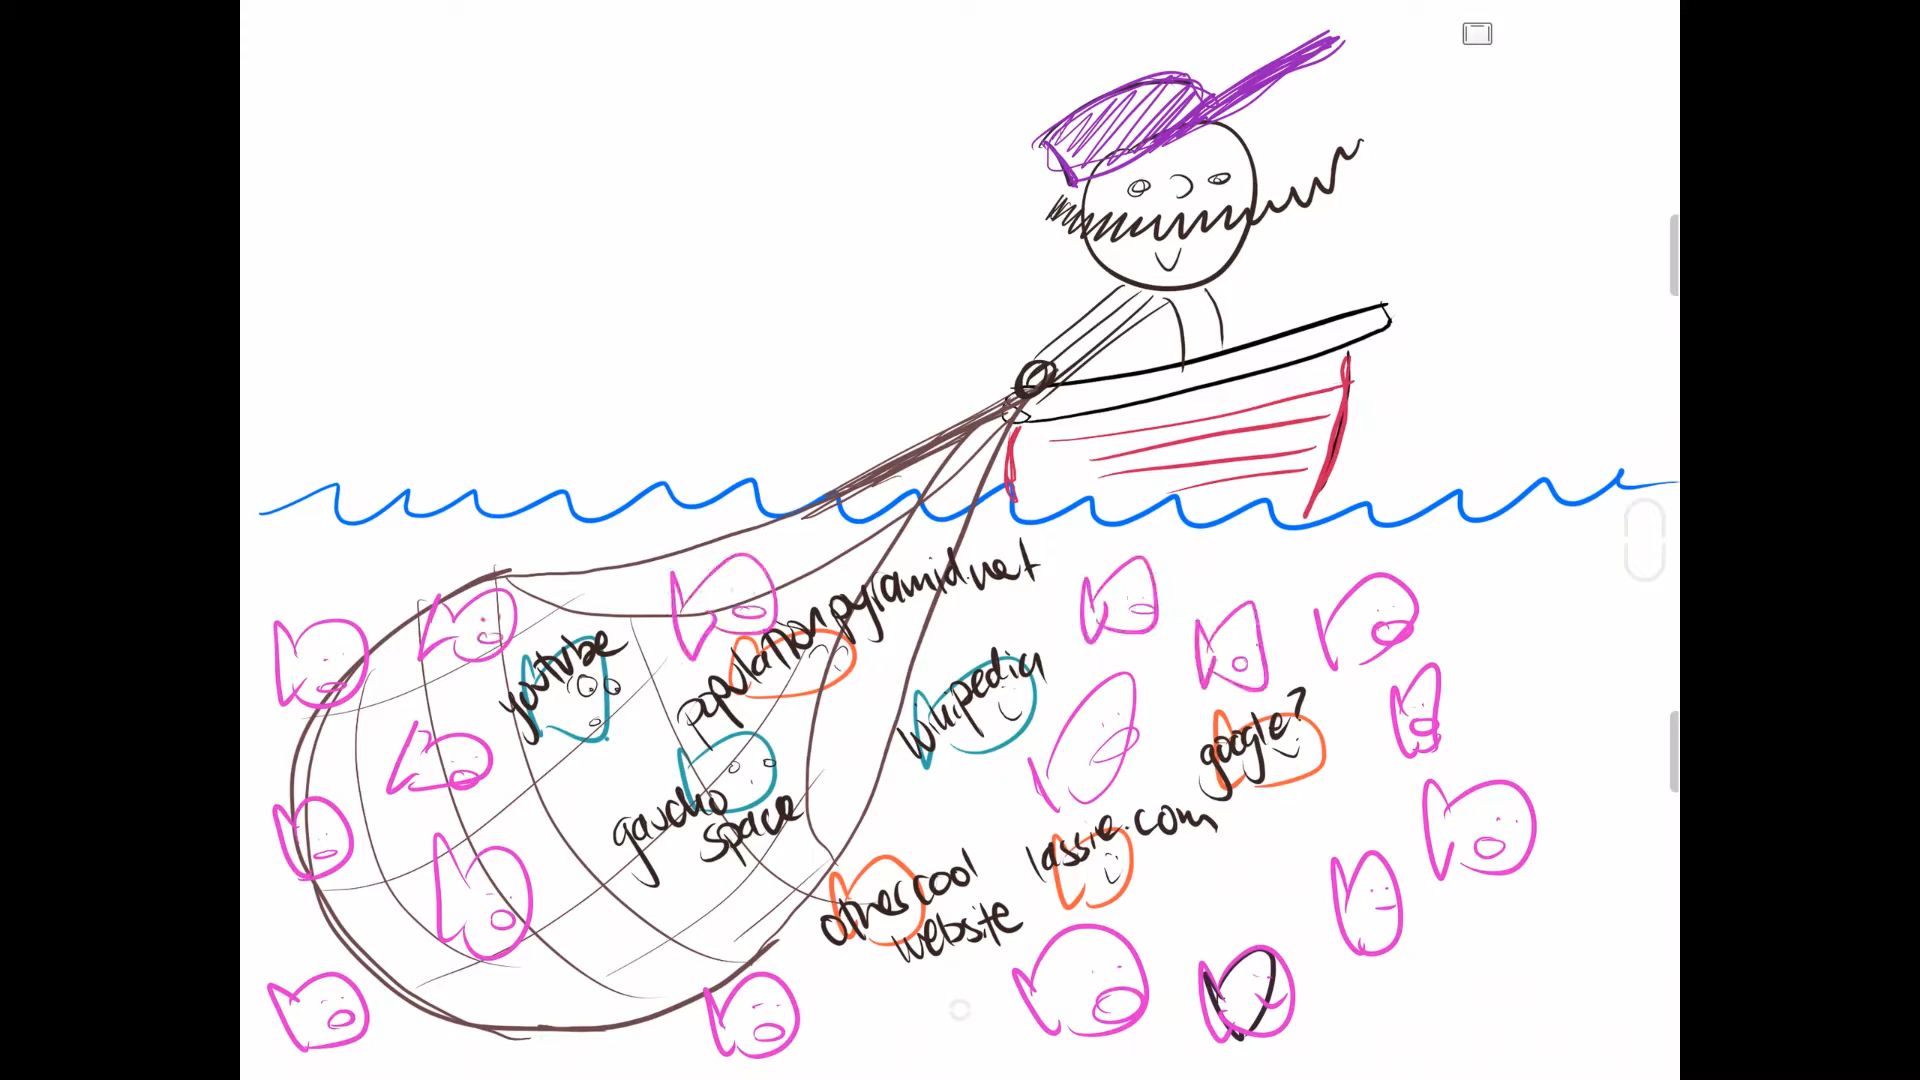 populationpyramid.net
youtube
wikipedia
google?
gaucho
space
lassie.com
other cool
website